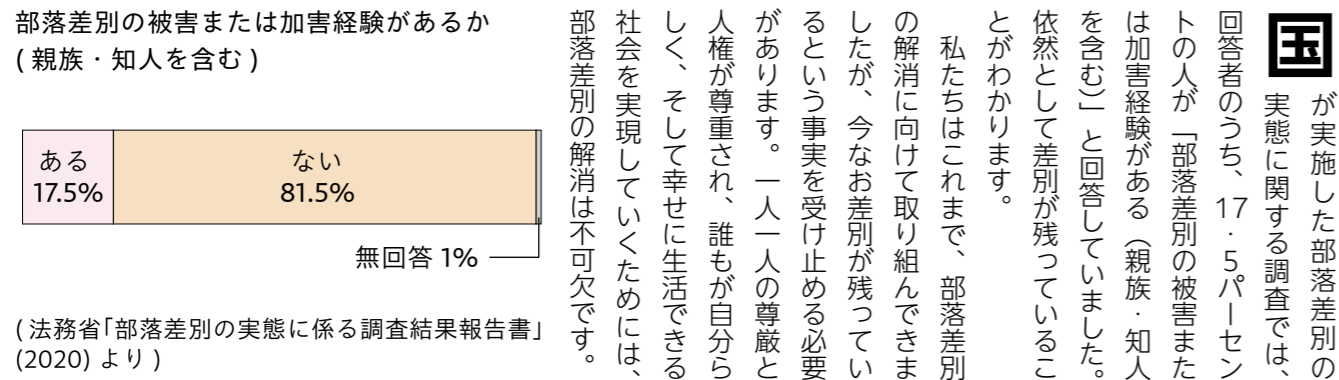 部落差別の被害または加害経験があるか
(親族・知人を含む)
ある
17.5%
ない
81.5%
無回答 1%
(法務省「部落差別の実態に係る調査結果報告書」
(2020) より)
国が実施した部落差別の
実態に関する調査では、
回答者のうち、17・5パーセン
トの人が「部落差別の被害また
は加害経験がある（親族・知人
を含む）」と回答していました。
依然として差別が残っているこ
とがわかります。
私たちはこれまで、部落差別
の解消に向けて取り組んできま
したが、今なお差別が残ってい
るという事実を受け止める必要
があります。一人一人の尊厳と
人権が尊重され、誰もが自分ら
しく、そして幸せに生活できる
社会を実現していくためには、
部落差別の解消は不可欠です。